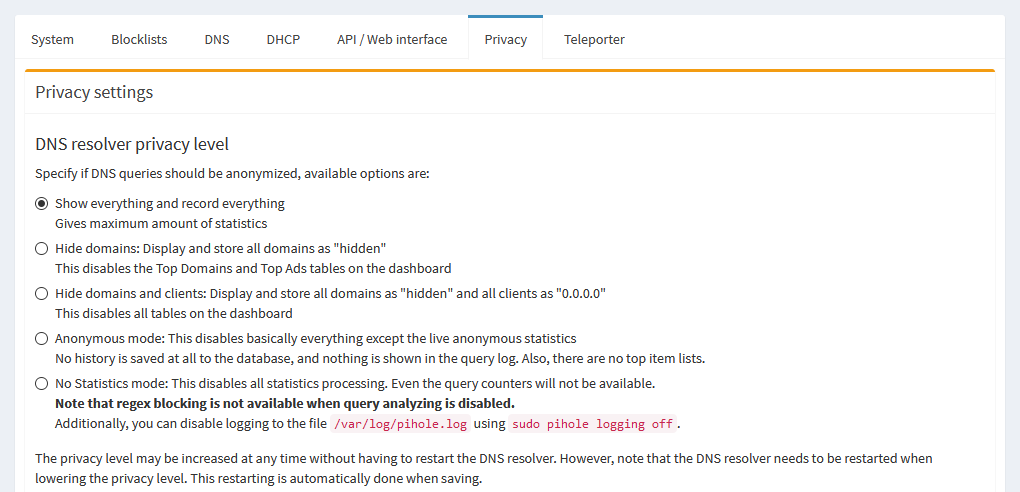 System Blocklists DNS DHCP API / Web interface Privacy Teleporter
Privacy settings
DNS resolver privacy level
Specify if DNS queries should be anonymized, available options are:
Show everything and record everything
Gives maximum amount of statistics
Hide domains: Display and store all domains as "hidden"
This disables the Top Domains and Top Ads tables on the dashboard
Hide domains and clients: Display and store all domains as "hidden" and all clients as "0.0.0.0"
This disables all tables on the dashboard
Anonymous mode: This disables basically everything except the live anonymous statistics
No history is saved at all to the database, and nothing is shown in the query log. Also, there are no top item lists.
No Statistics mode: This disables all statistics processing. Even the query counters will not be available.
Note that regex blocking is not available when query analyzing is disabled.
Additionally, you can disable logging to the file /var/log/pihole.log using sudo pihole logging off.
The privacy level may be increased at any time without having to restart the DNS resolver. However, note that the DNS resolver needs to be restarted when
lowering the privacy level. This restarting is automatically done when saving.